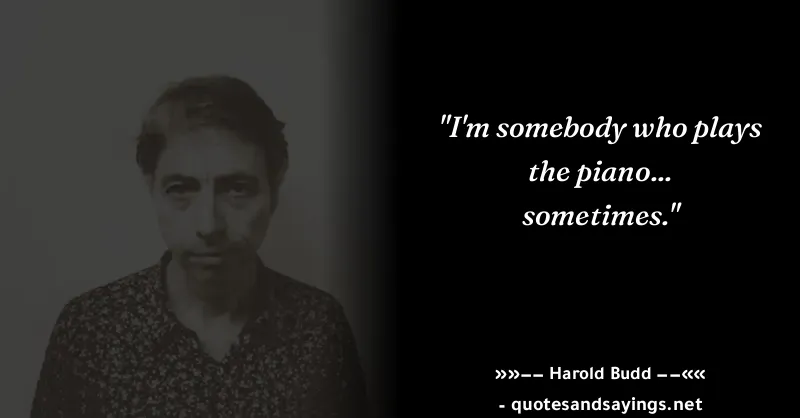 "I'm somebody who plays
the piano...
sometimes."
»»−− Harold Budd −−««
- quotesandsayings.net